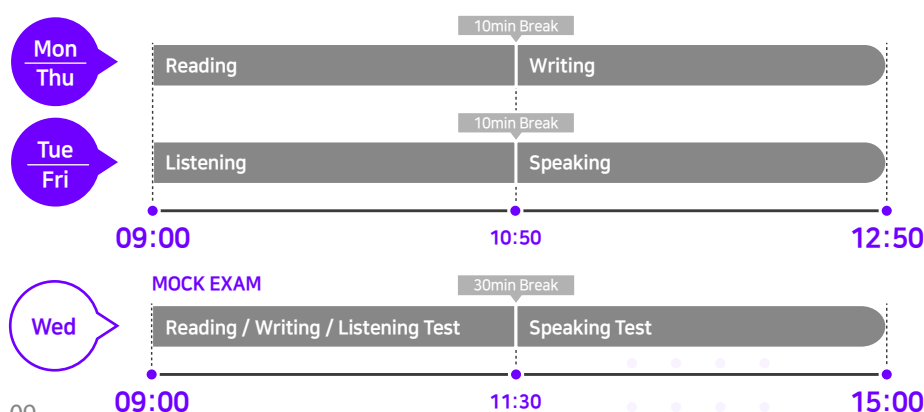 10min Break
Mon
Thu
Reading Writing
10min Break
Tue
Fri
Listening Speaking
09:00 10:50 12:50
MOCK EXAM
30min Break
Wed
Reading / Writing / Listening Test Speaking Test
09:00 11:30 15:00